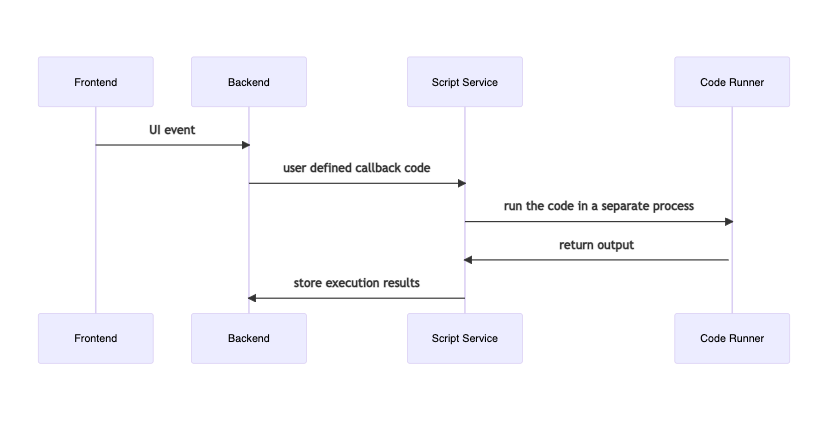 Frontend
Backend
Script Service
Code Runner
UI event
user defined callback code
run the code in a separate process
return output
store execution results
Frontend
Backend
Script Service
Code Runner